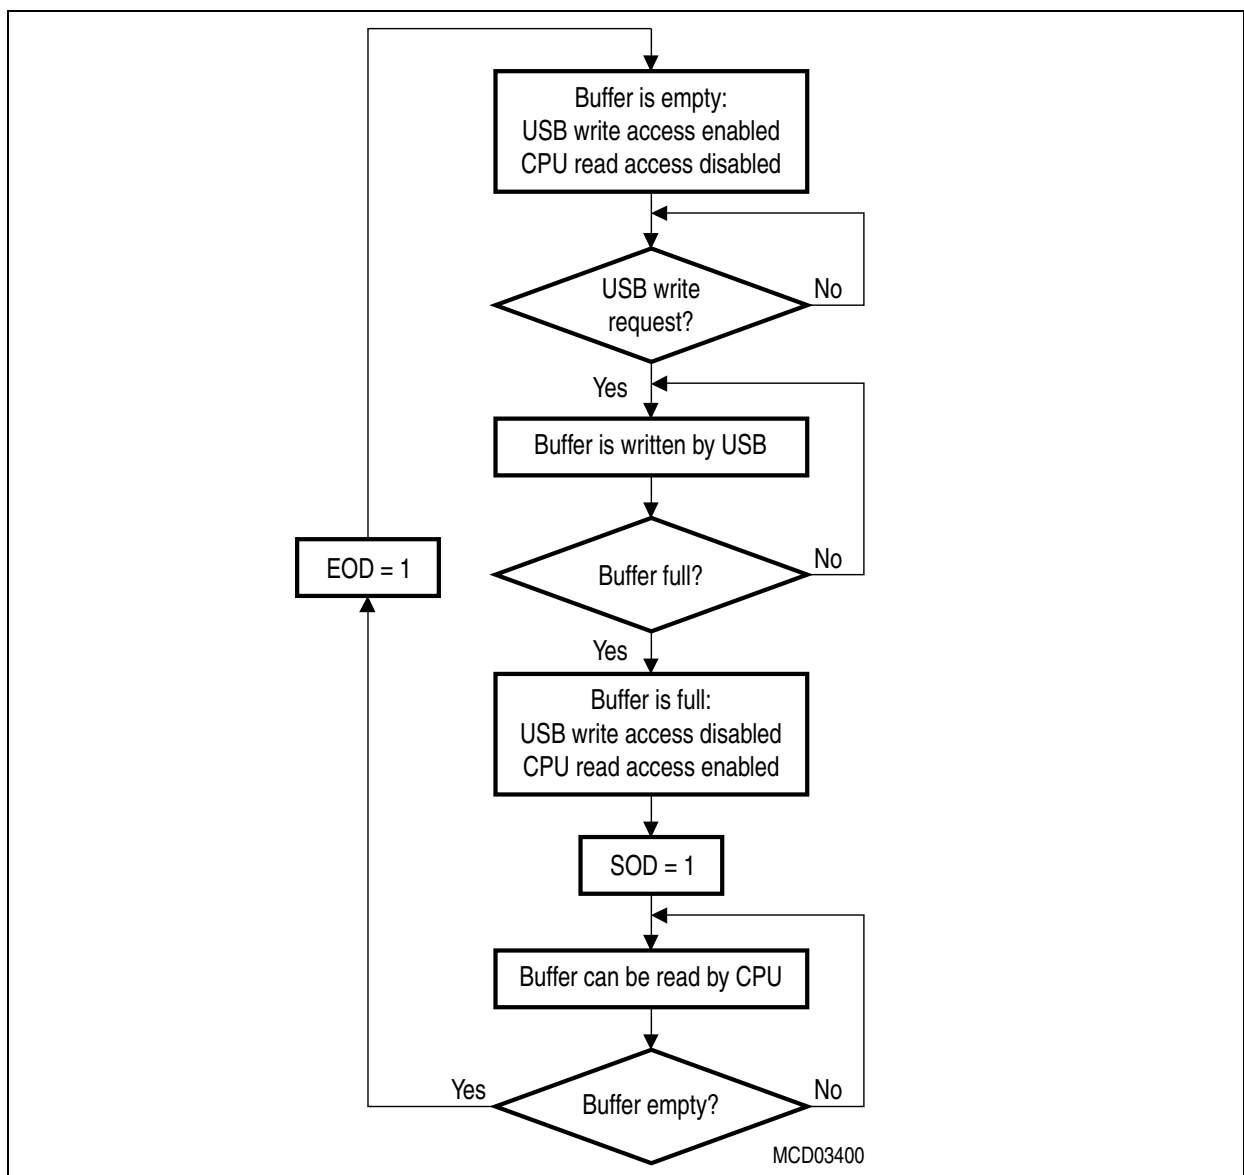 Buffer is empty:
USB write access enabled
CPU read access disabled
USB write
request?
No
Yes
Buffer is written by USB
EOD = 1
Buffer full?
No
Yes
Buffer is full:
USB write access disabled
CPU read access enabled
SOD = 1
Buffer can be read by CPU
Yes
Buffer empty?
No
MCD03400